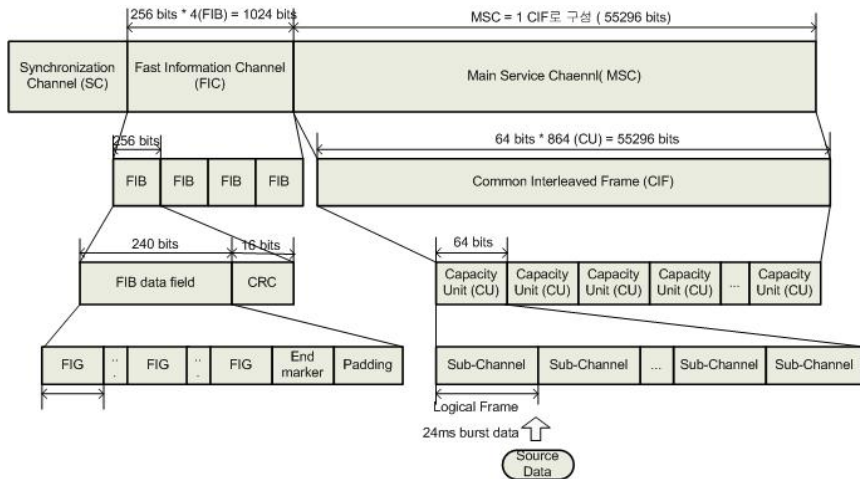 256 bits * 4(FIB) = 1024 bits
MSC = 1 CIF로 구성 ( 55296 bits)
Synchronization
Channel (SC)
Fast Information Channel
(FIC)
Main Service Chaennl( MSC)
256 bits
64 bits * 864 (CU) = 55296 bits
FIB
FIB
FIB
FIB
Common Interleaved Frame (CIF)
240 bits
16 bits
64 bits
FIB data field
CRC
Capacity
Unit (CU)
Capacity
Unit (CU)
Capacity
Unit (CU)
Capacity
Unit (CU)
...
Capacity
Unit (CU)
FIG
...
FIG
...
FIG
End
marker
Padding
Sub-Channel
Sub-Channel
...
Sub-Channel
Sub-Channel
Logical Frame
24ms burst data
Source
Data